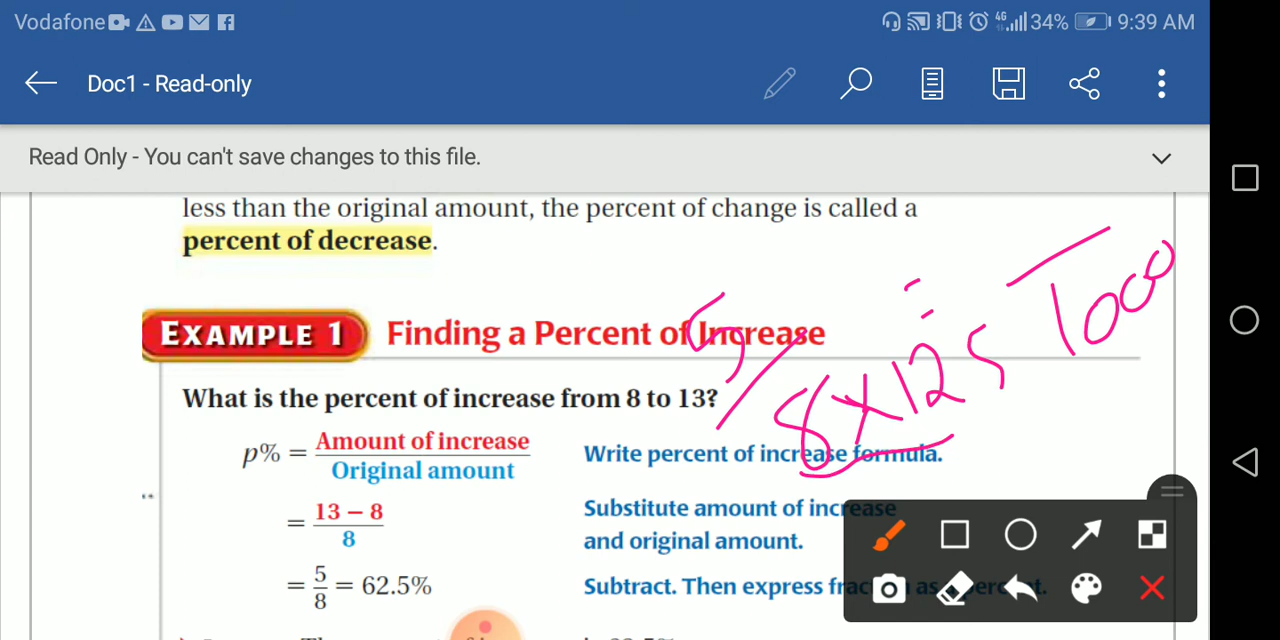 Vodafone 4G 34% 9:39 AM
Doc1 - Read-only
Read Only - You can't save changes to this file.
less than the original amount, the percent of change is called a
percent of decrease.
EXAMPLE 1 Finding a Percent of Increase
5/8 × 125 1000
What is the percent of increase from 8 to 13?
p% = Amount of increase / Original amount Write percent of increase formula.
= 13 − 8 / 8 Substitute amount of increase
and original amount.
= 5/8 = 62.5% Subtract. Then express fraction as percent.